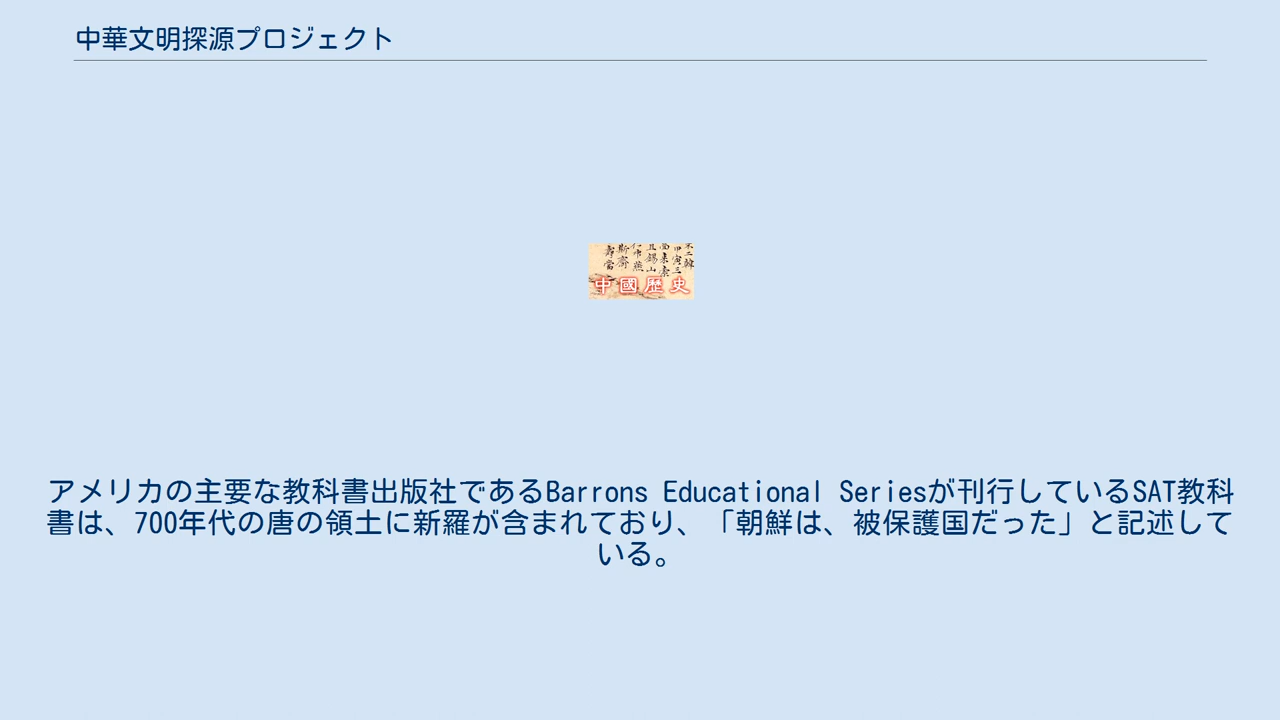 中華文明探源プロジェクト
中國歷史
アメリカの主要な教科書出版社であるBarrons Educational Seriesが刊行しているSAT教科
書は、700年代の唐の領土に新羅が含まれており、「朝鮮は、被保護国だった」と記述して
いる。